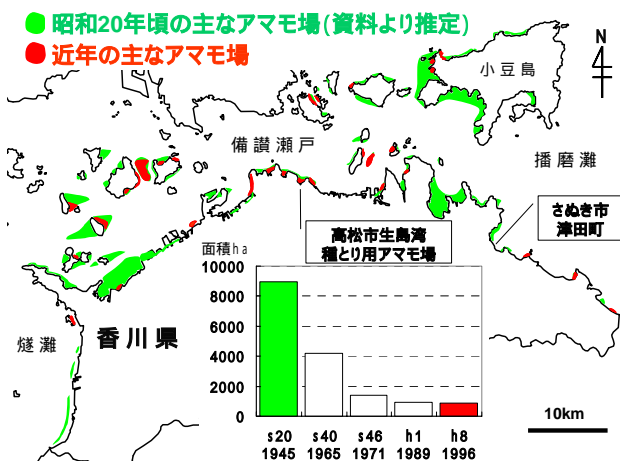 昭和20年頃の主なアマモ場(資料より推定)
近年の主なアマモ場
小豆島
N
備讃瀬戸
播磨灘
さぬき市
津田町
高松市生島湾
種とり用アマモ場
面積ha
10000
8000
6000
4000
2000
0
s20 s40 s46 h1 h8
1945 1965 1971 1989 1996
香川県
燧灘
10km